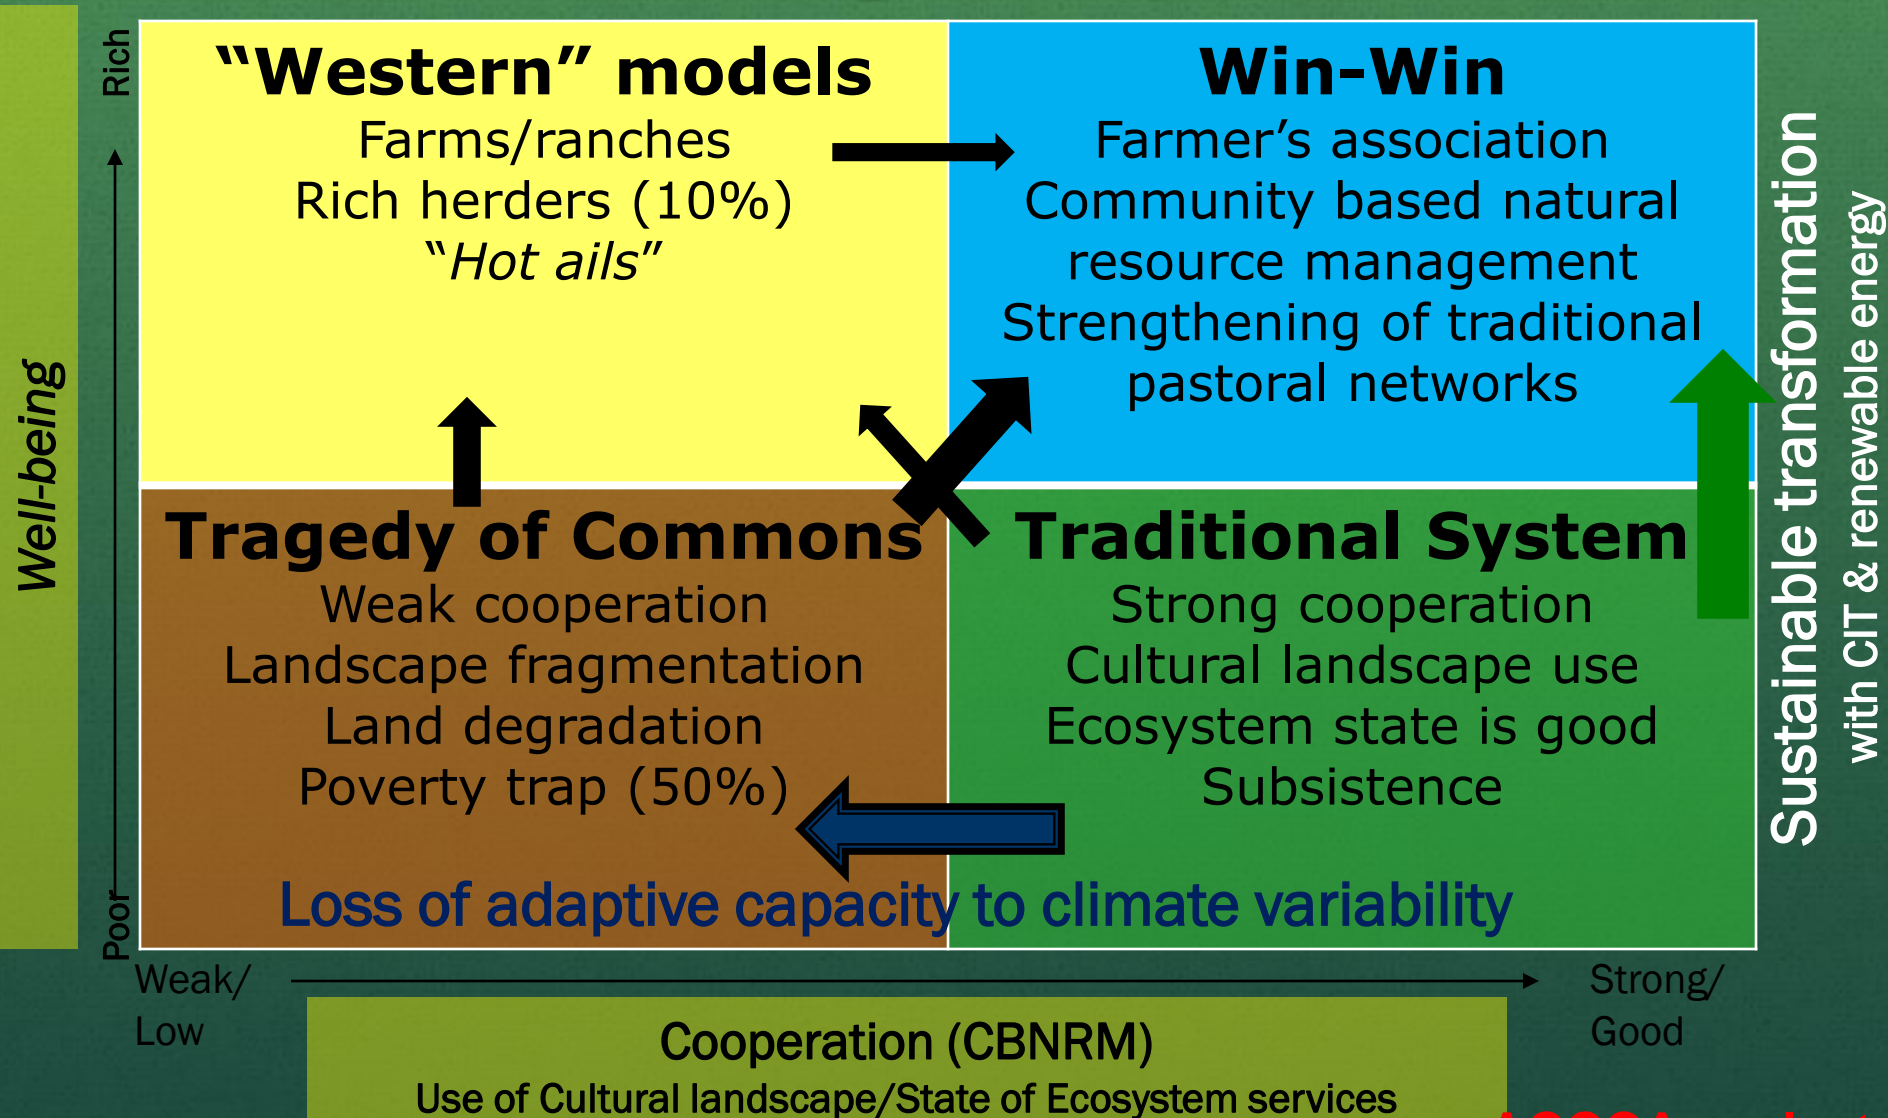 Rich
Well-being
Poor
“Western” models
Farms/ranches
Rich herders (10%)
“Hot ails”
Win-Win
Farmer’s association
Community based natural
resource management
Strengthening of traditional
pastoral networks
Tragedy of Commons
Weak cooperation
Landscape fragmentation
Land degradation
Poverty trap (50%)
Traditional System
Strong cooperation
Cultural landscape use
Ecosystem state is good
Subsistence
Loss of adaptive capacity to climate variability
Sustainable transformation
with CIT & renewable energy
Weak/
Low
Strong/
Good
Cooperation (CBNRM)
Use of Cultural landscape/State of Ecosystem services